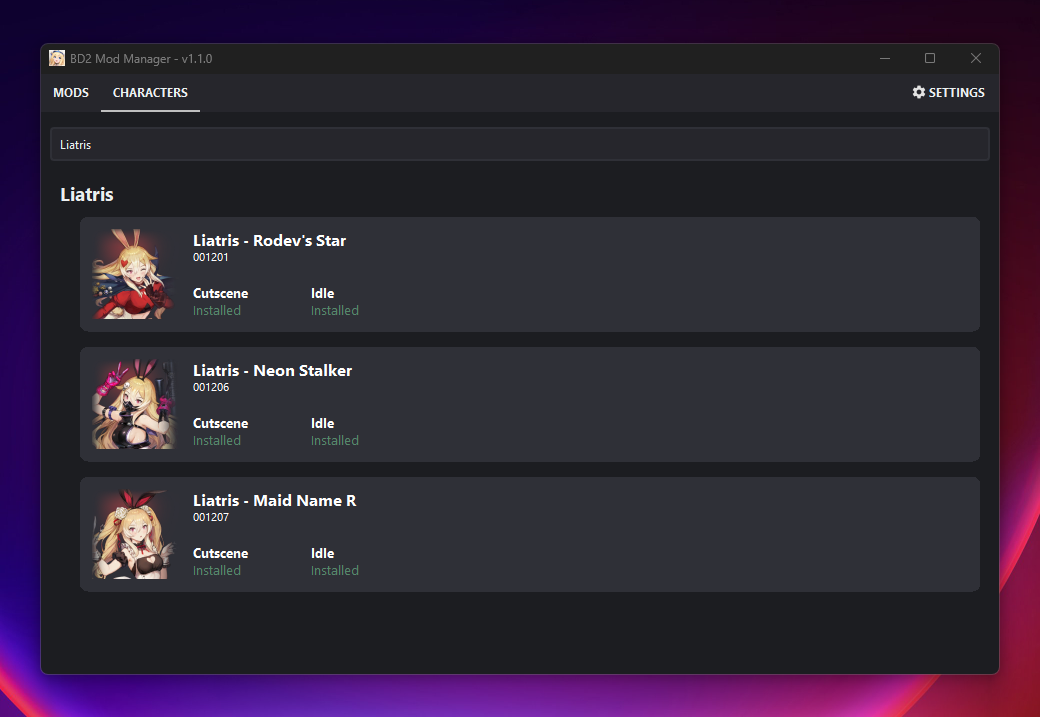 BD2 Mod Manager - v1.1.0
MODS CHARACTERS SETTINGS
Liatris
Liatris
Liatris - Rodev's Star
001201
Cutscene Idle
Installed Installed
Liatris - Neon Stalker
001206
Cutscene Idle
Installed Installed
Liatris - Maid Name R
001207
Cutscene Idle
Installed Installed